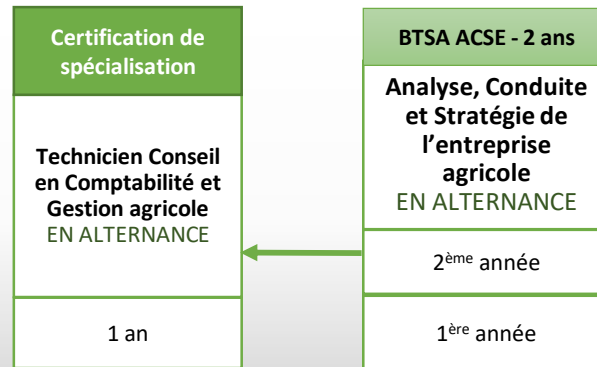 Certification de
spécialisation
Technicien Conseil
en Comptabilité et
Gestion agricole
EN ALTERNANCE
1 an
BTSA ACSE - 2 ans
Analyse, Conduite
et Stratégie de
l’entreprise
agricole
EN ALTERNANCE
2ème année
1ère année